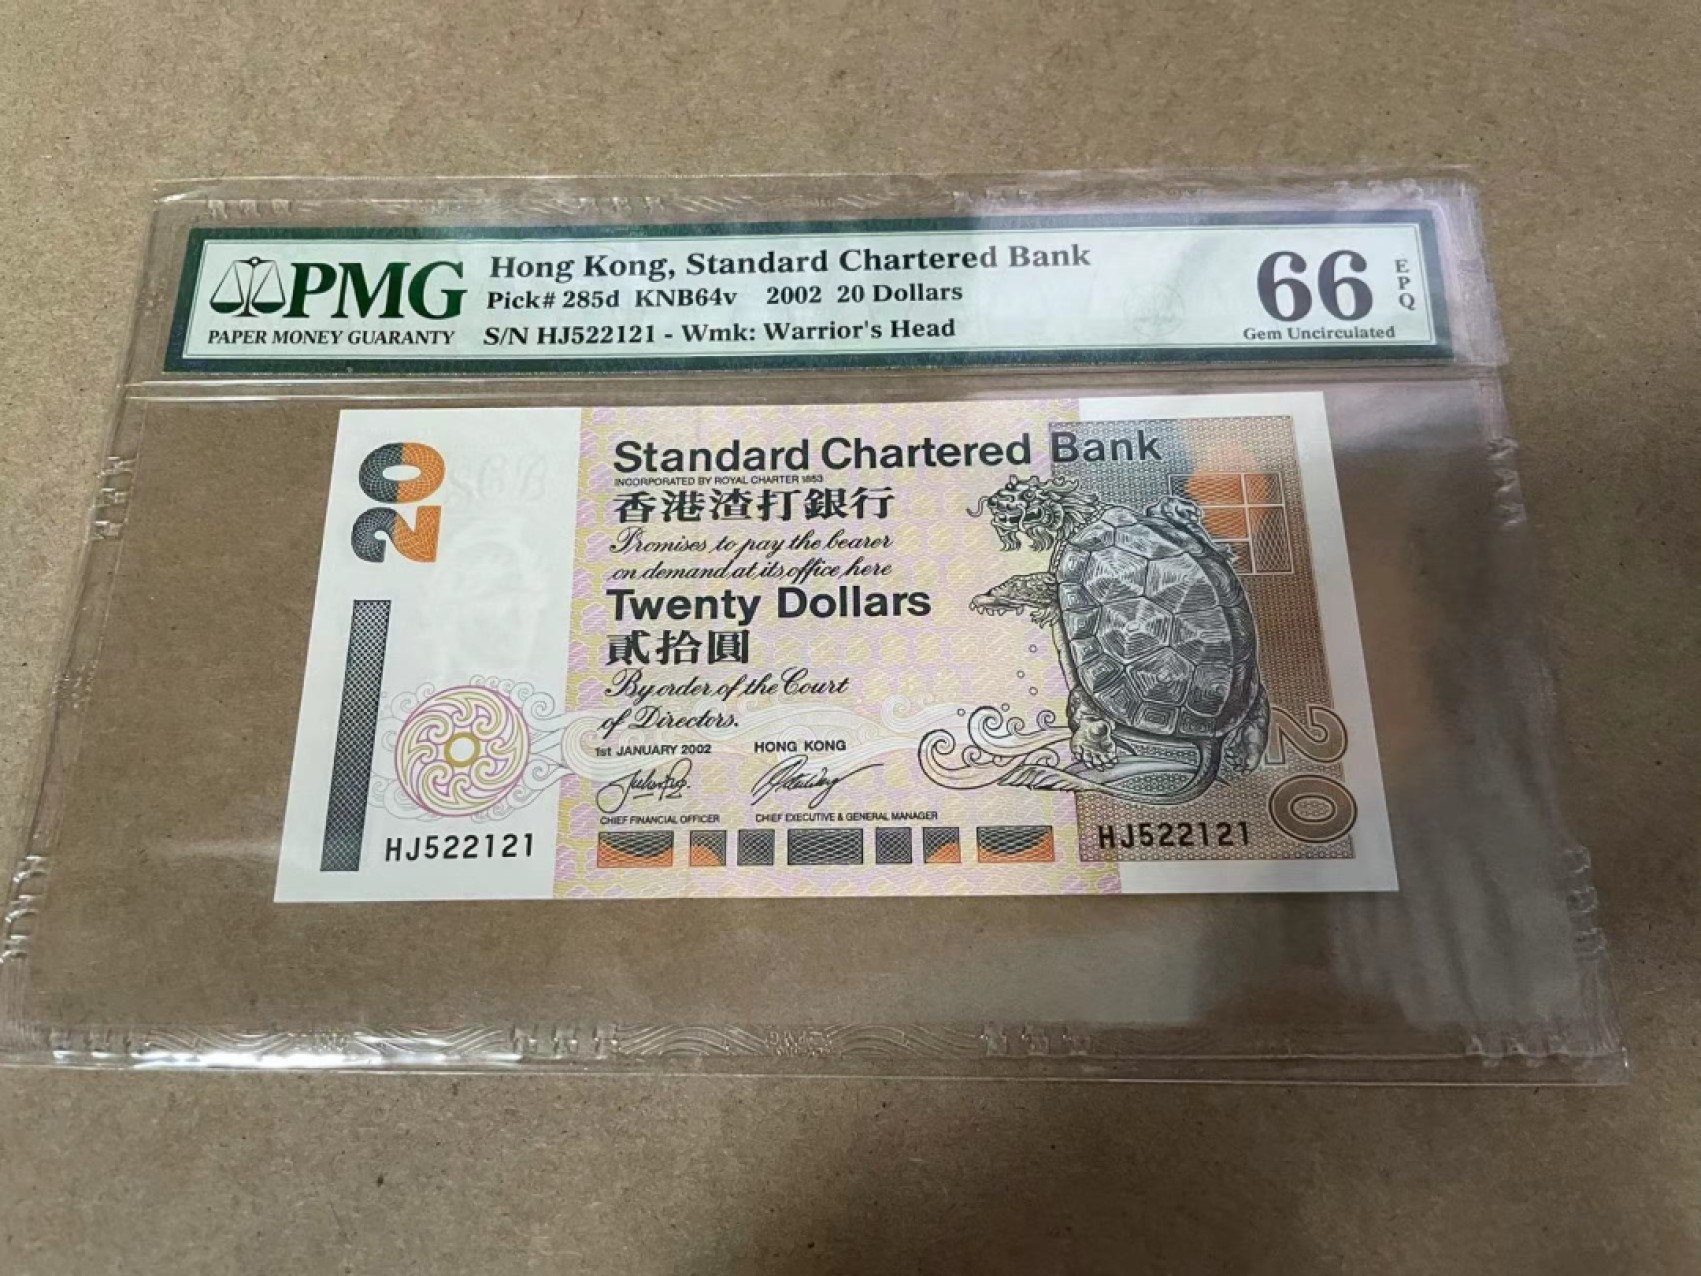 PMG
PAPER MONEY GUARANTY
Hong Kong, Standard Chartered Bank
Pick# 285d KNB64v 2002 20 Dollars
S/N HJ522121 - Wmk: Warrior's Head
66
EPQ
Gem Uncirculated
20
Standard Chartered Bank
INCORPORATED BY ROYAL CHARTER 1853
香港渣打銀行
Promises to pay the bearer
on demand at its office here
Twenty Dollars
貳拾圓
By order of the Court
of Directors.
1st JANUARY 2002 HONG KONG
CHIEF FINANCIAL OFFICER CHIEF EXECUTIVE & GENERAL MANAGER
HJ522121
HJ522121
20